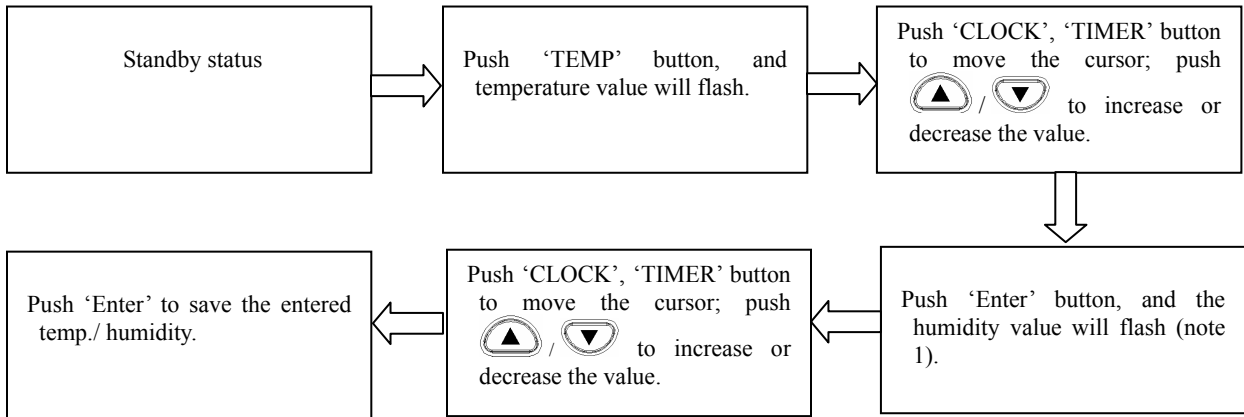 Standby status
Push ‘TEMP’ button, and
temperature value will flash.
Push ‘CLOCK’, ‘TIMER’ button
to move the cursor; push
▲ / ▼ to increase or
decrease the value.
Push ‘Enter’ button, and the
humidity value will flash (note
1).
Push ‘CLOCK’, ‘TIMER’ button
to move the cursor; push
▲ / ▼ to increase or
decrease the value.
Push ‘Enter’ to save the entered
temp./ humidity.